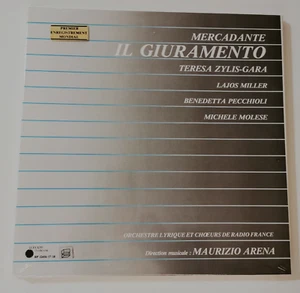 PREMIER
ENREGISTREMENT
MONDIAL
MERCADANTE
IL GIURAMENTO
TERESA ZYLIS-GARA
LAJOS MILLER
BENEDETTA PECCHIOLI
MICHELE MOLESE
ORCHESTRE LYRIQUE ET CHŒURS DE RADIO FRANCE
Direction musicale : MAURIZIO ARENA